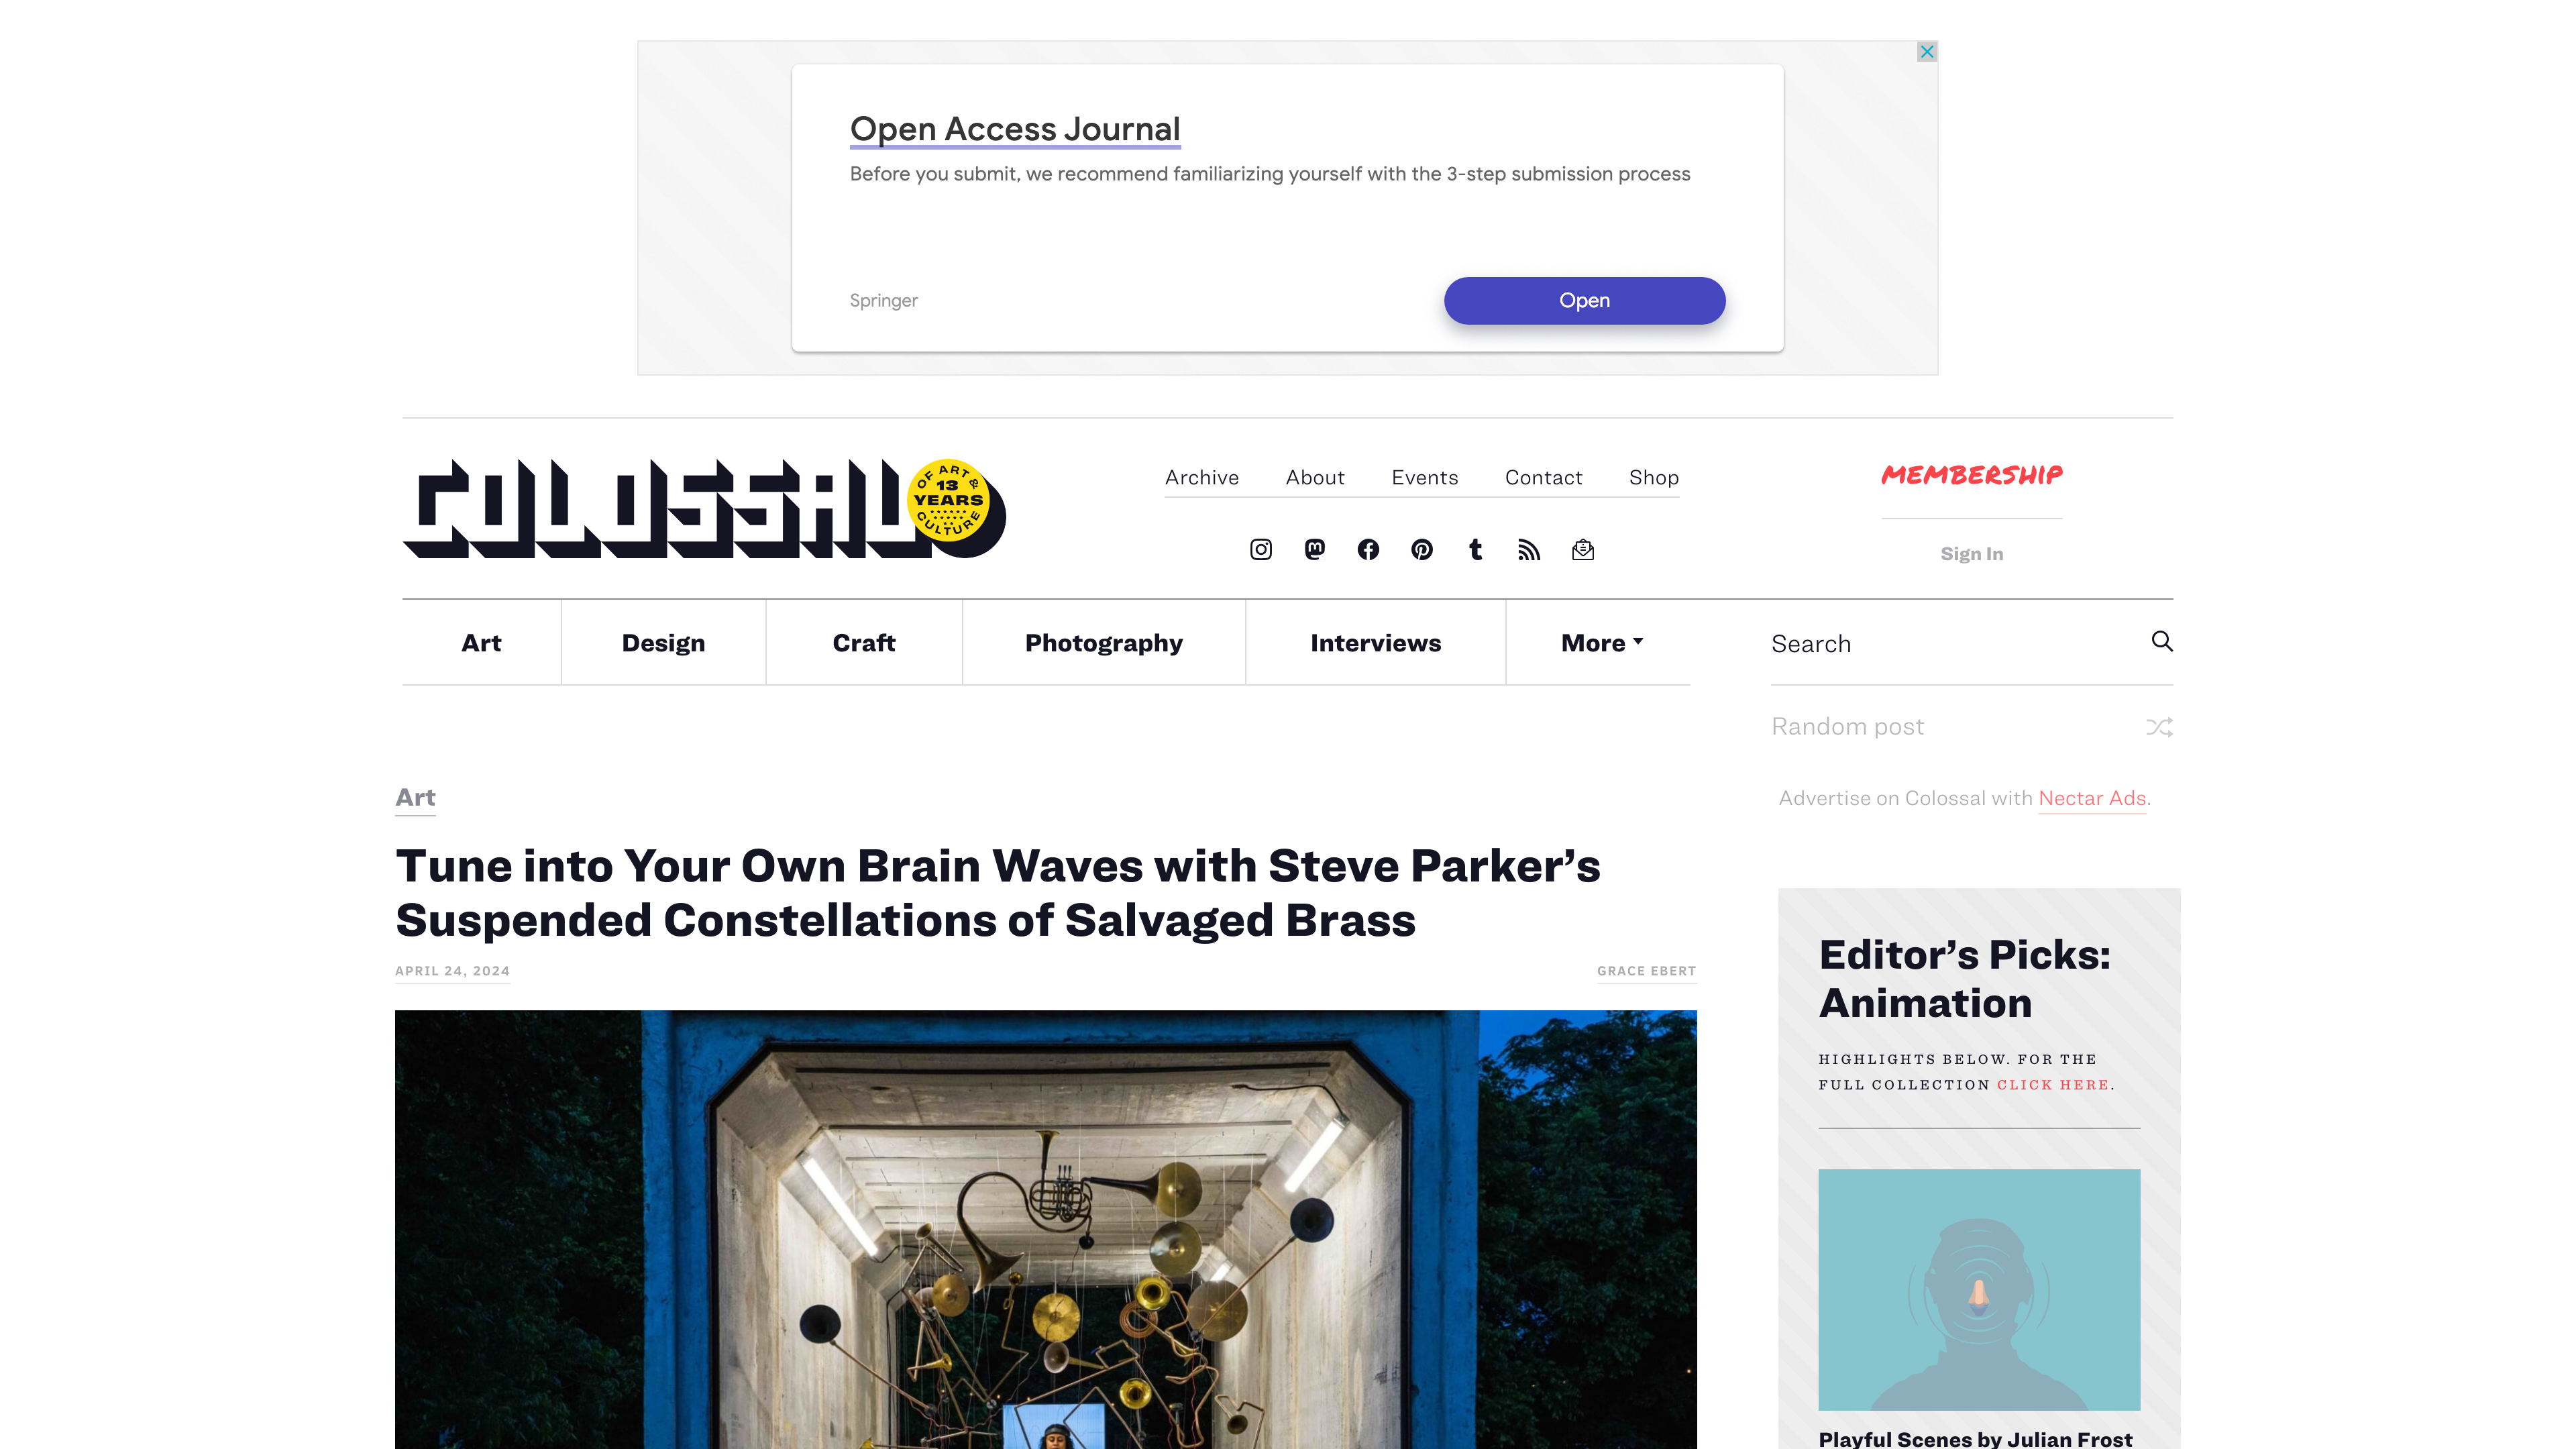 Open Access Journal
Before you submit, we recommend familiarizing yourself with the 3-step submission process
Springer
Open
COLOSSAL
OF ART &
13
YEARS
CULTURE
Archive
About
Events
Contact
Shop
MEMBERSHIP
Sign In
Art
Design
Craft
Photography
Interviews
More
Search
Random post
Art
Advertise on Colossal with Nectar Ads.
Tune into Your Own Brain Waves with Steve Parker’s
Suspended Constellations of Salvaged Brass
APRIL 24, 2024
GRACE EBERT
Editor’s Picks:
Animation
HIGHLIGHTS BELOW. FOR THE
FULL COLLECTION CLICK HERE.
Playful Scenes by Julian Frost